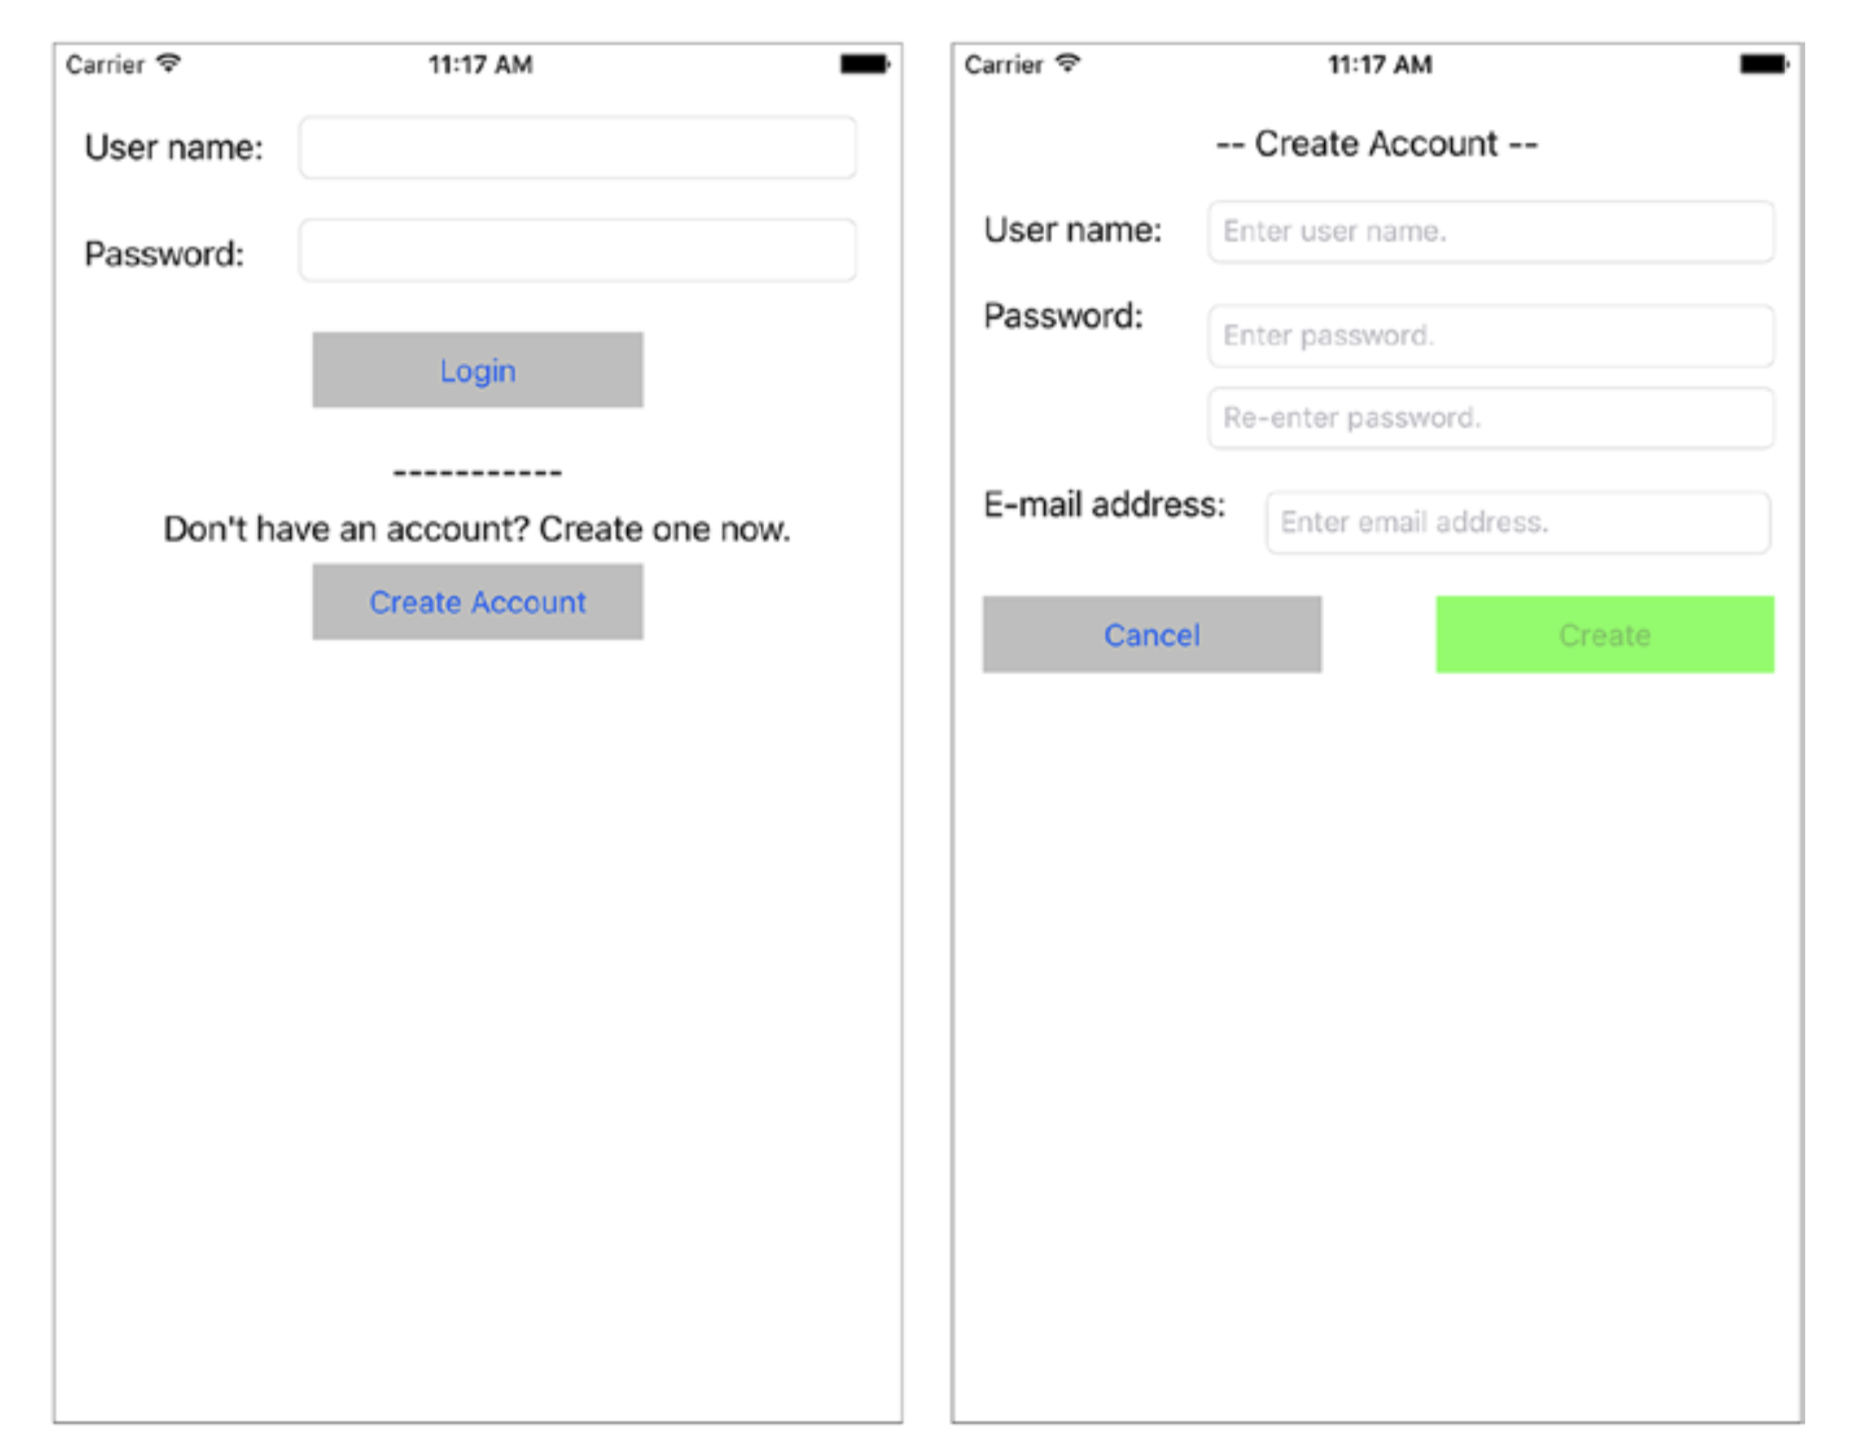 Carrier 11:17 AM
User name:
Password:
Login
-----------
Don't have an account? Create one now.
Create Account
Carrier 11:17 AM
-- Create Account --
User name: Enter user name.
Password: Enter password.
Re-enter password.
E-mail address: Enter email address.
Cancel Create